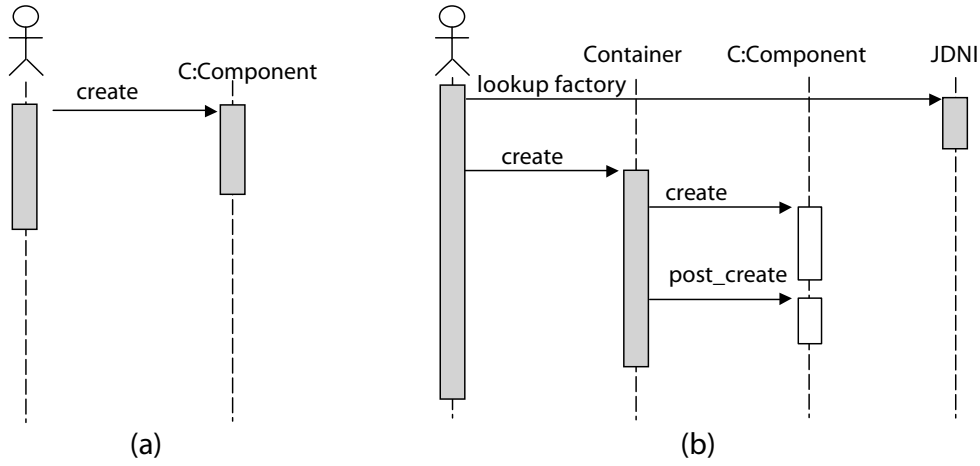 C:Component
create
(a)
Container
C:Component
JDNI
lookup factory
create
create
post_create
(b)